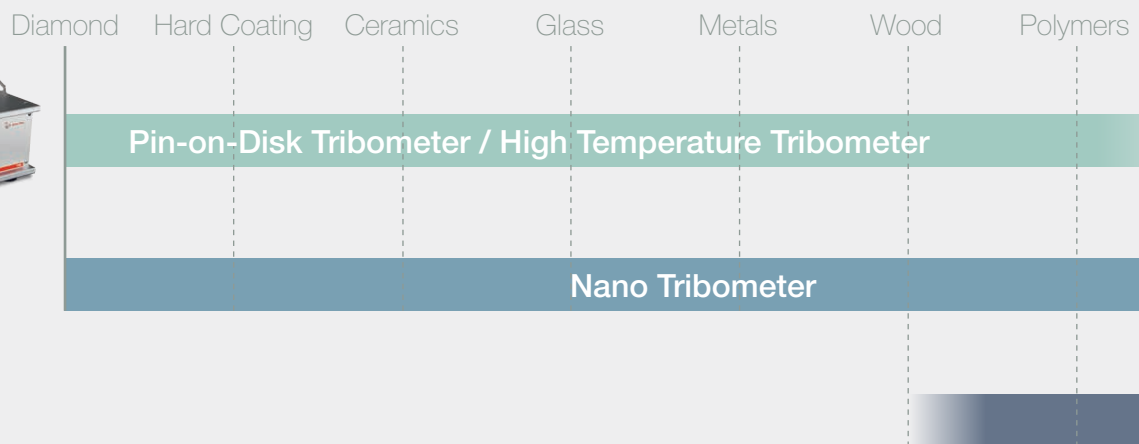 Diamond Hard Coating Ceramics Glass Metals Wood Polymers
Pin-on-Disk Tribometer / High Temperature Tribometer
Nano Tribometer